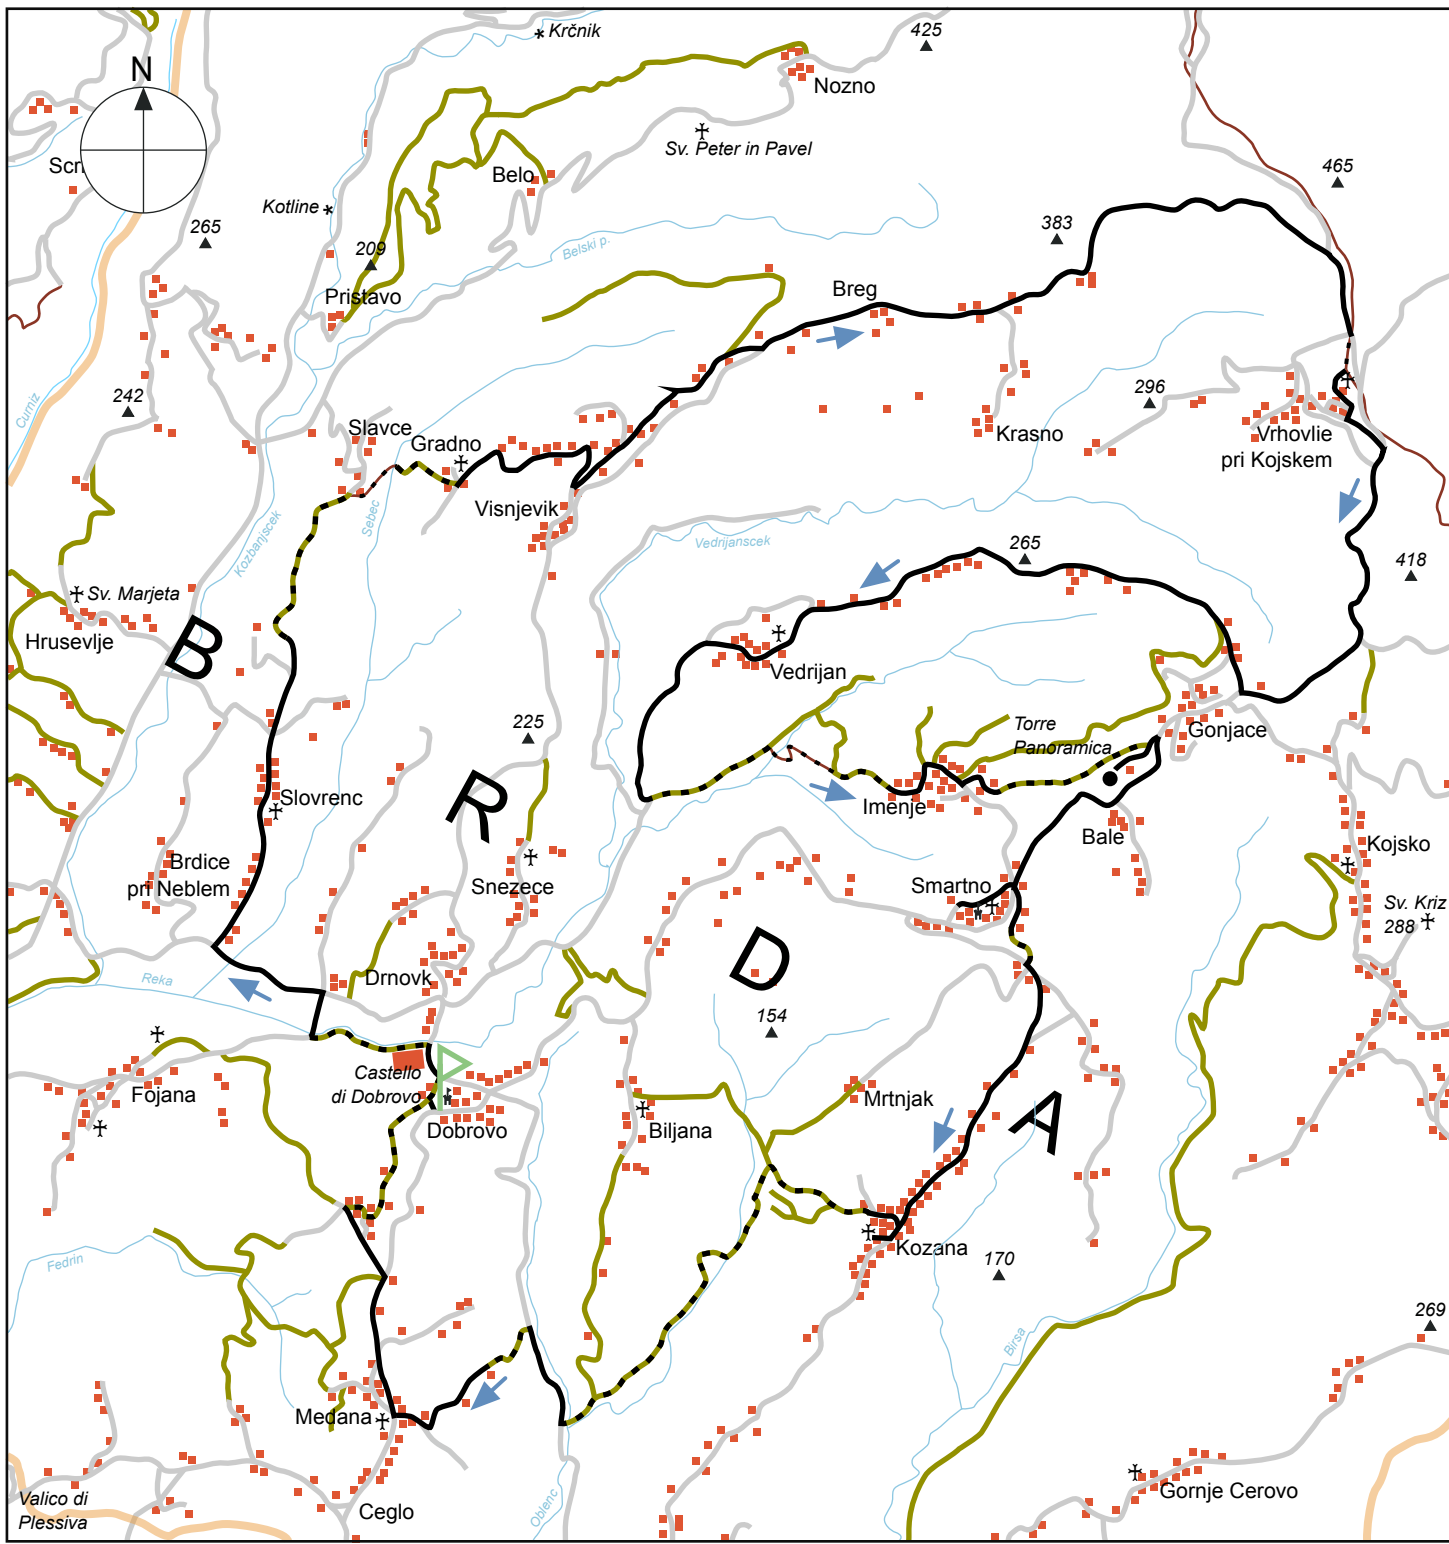 Krčnik
425
N
Nozno
Scr
Sv. Peter in Pavel
Belo
465
Kotline
265
209
383
Belski p.
Pristavo
Breg
Curniz
242
296
Slavce
Gradno
Krasno
Vrhovlie
pri Kojskem
Visnjevik
Sebec
Kozbanjscek
Vedrijanscek
265
418
Sv. Marjeta
Hrusevlje
B
Vedrijan
225
Torre
Panoramica
Gonjace
R
Slovrenc
Imenje
Bale
Kojsko
Brdice
pri Neblem
Snezece
Smartno
Sv. Kriz
288
D
Drnovk
Reka
154
Castello
di Dobrovo
Fojana
Mrtnjak
A
Dobrovo
Biljana
Kozana
170
Fedrin
269
Birsa
Medana
Valico di
Plessiva
Ceglo
Oblenc
Gornje Cerovo